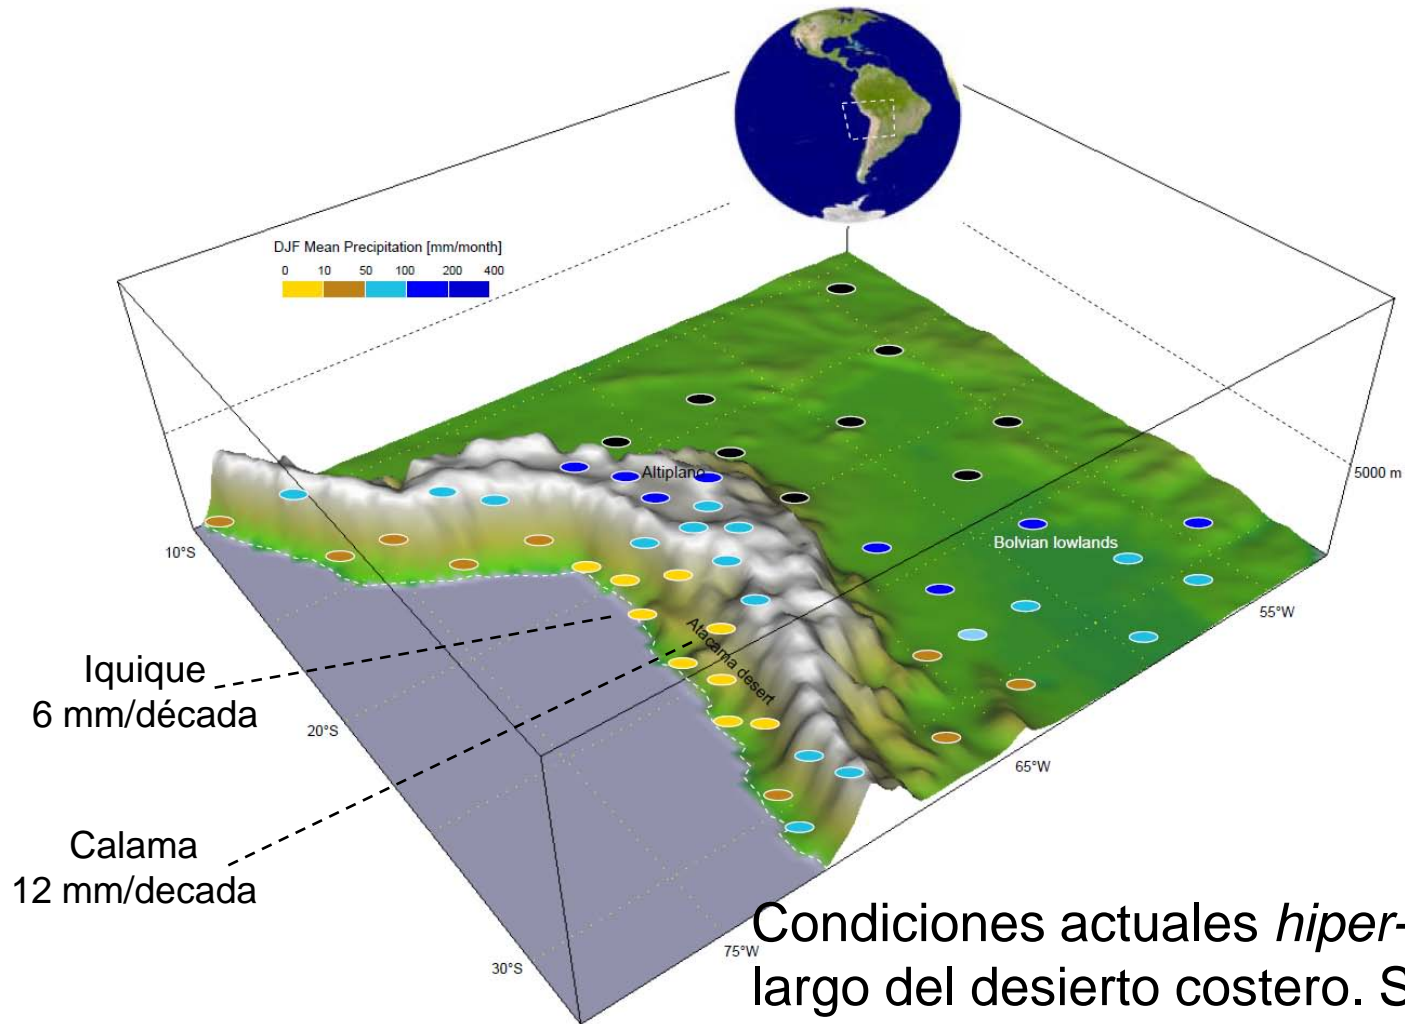 DJF Mean Precipitation [mm/month]
0 10 50 100 200 400
5000 m
Altiplano
Bolvian lowlands
10°S
55°W
Atacama desert
Iquique
6 mm/década
20°S
65°W
Calama
12 mm/decada
75°W
30°S
Condiciones actuales hiper-
largo del desierto costero. S